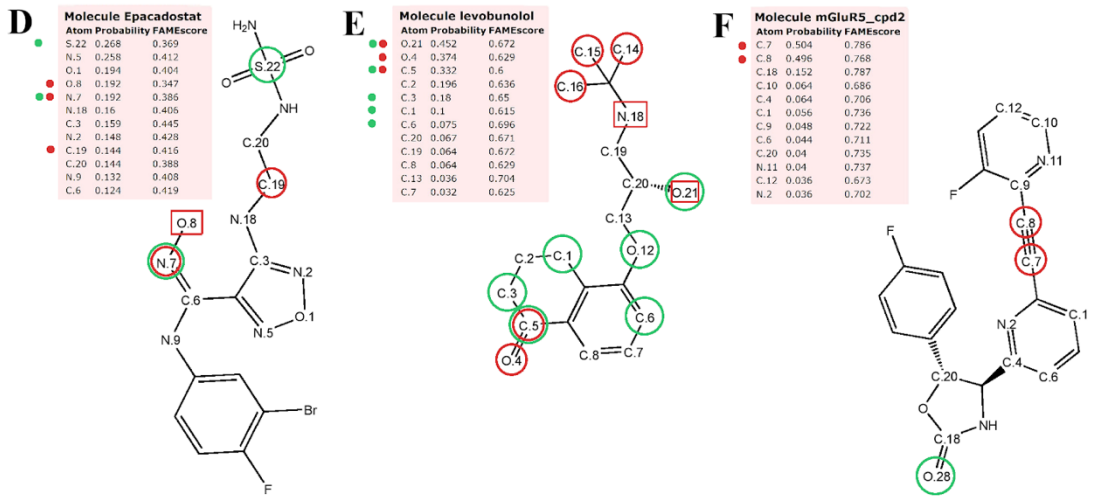 D
Molecule Epacadostat
Atom Probability FAMEscore
S.22 0.268 0.369
N.5 0.258 0.412
O.1 0.194 0.404
O.8 0.192 0.347
N.7 0.192 0.386
N.18 0.16 0.406
C.3 0.159 0.445
N.2 0.148 0.428
C.19 0.144 0.416
C.20 0.144 0.388
N.9 0.132 0.408
C.6 0.124 0.419
H₂N
O
S.22
O
NH
C.20
C.19
N.18
O.8
N.7
C.3
N.2
C.6
O.1
N.5
N.9
Br
F
E
Molecule levobunolol
Atom Probability FAMEscore
O.21 0.452 0.672
O.4 0.374 0.629
C.5 0.332 0.6
C.2 0.196 0.636
C.3 0.18 0.65
C.1 0.1 0.615
C.6 0.075 0.696
C.20 0.067 0.671
C.19 0.064 0.672
C.8 0.064 0.629
C.13 0.036 0.704
C.7 0.032 0.625
C.15
C.14
C.16
N.18
C.19
C.20
O.21
C.13
O.12
C.2
C.1
C.3
C.5
C.6
O.4
C.8
C.7
F
Molecule mGluR5_cpd2
Atom Probability FAMEscore
C.7 0.504 0.786
C.8 0.496 0.768
C.18 0.152 0.787
C.10 0.064 0.686
C.4 0.064 0.706
C.1 0.056 0.736
C.9 0.048 0.722
C.6 0.044 0.711
C.20 0.04 0.735
N.11 0.04 0.737
C.12 0.036 0.673
N.2 0.036 0.702
C.12
C.10
N.11
F
C.9
C.8
F
C.7
N.2
C.1
C.4
C.6
C.20
O
NH
C.18
O.28